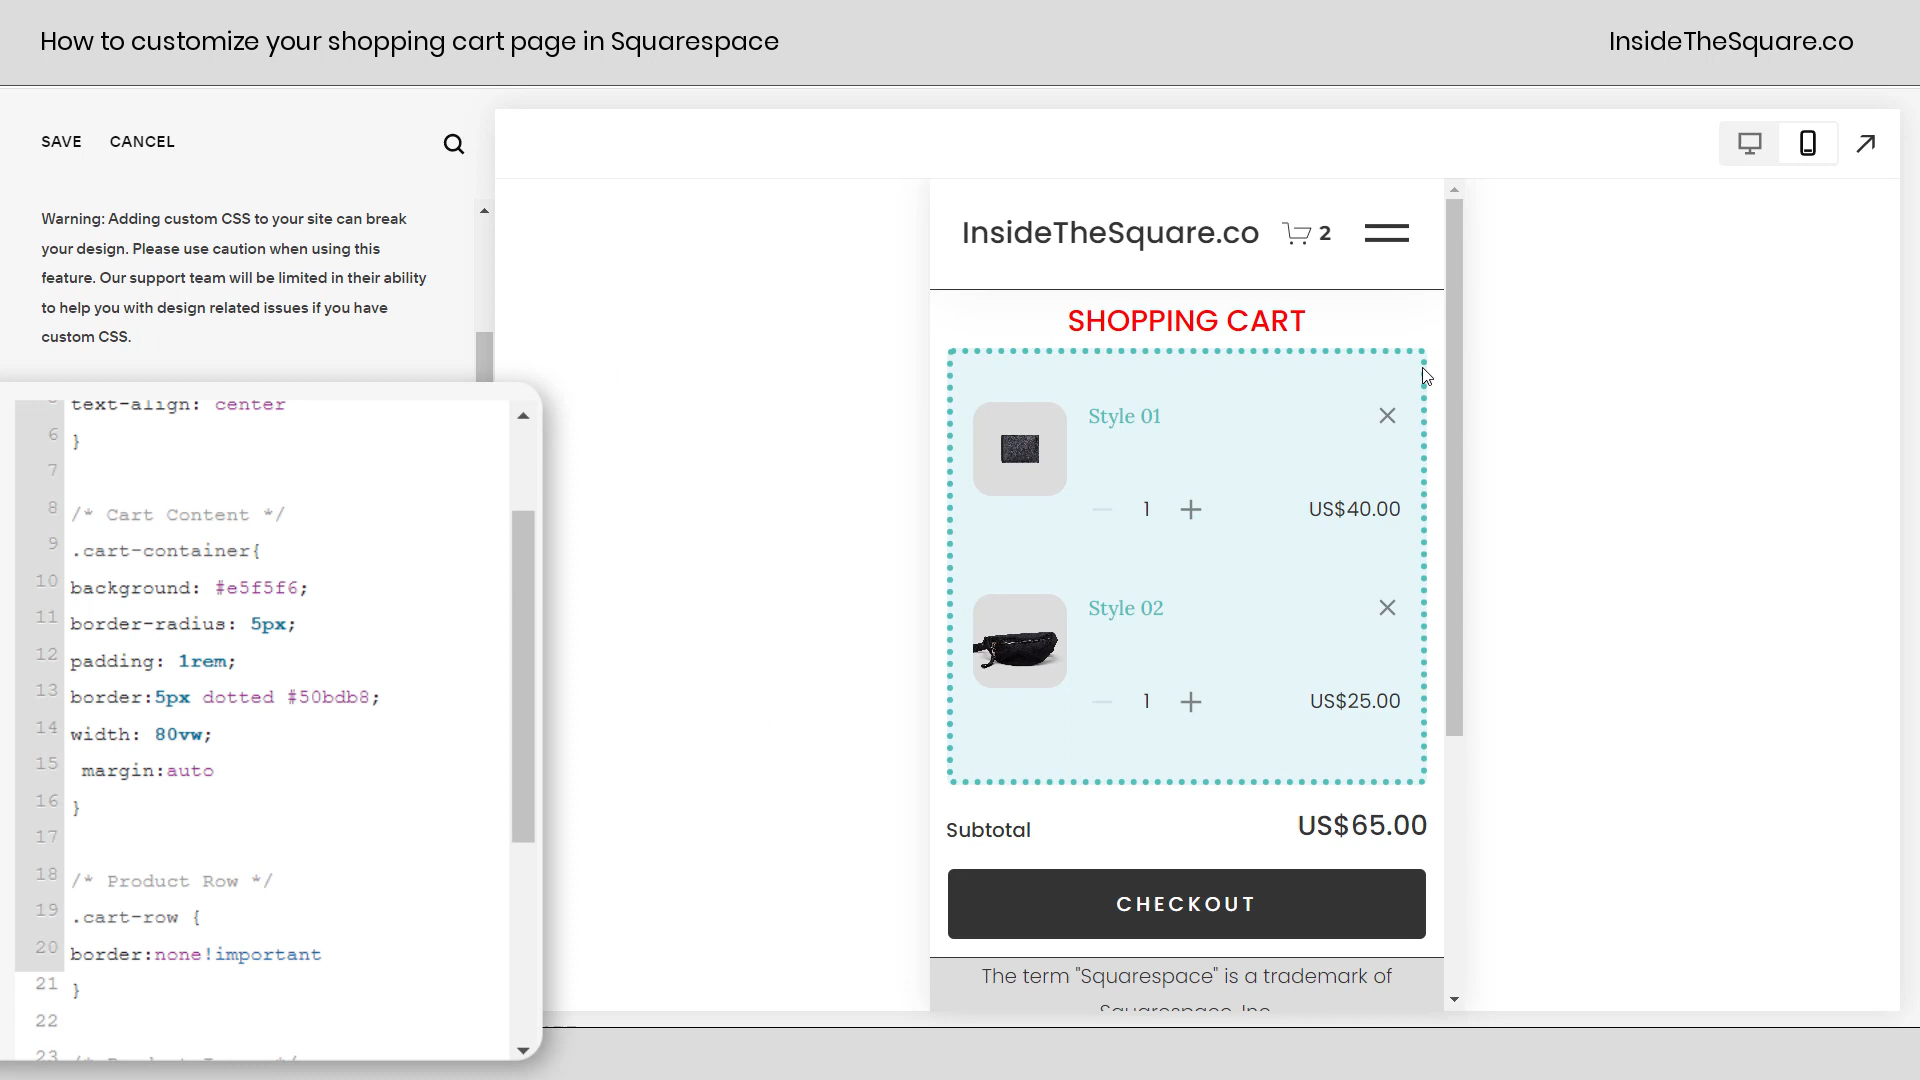 How to customize your shopping cart page in Squarespace
InsideTheSquare.co
SAVE CANCEL
Warning: Adding custom CSS to your site can break
your design. Please use caution when using this
feature. Our support team will be limited in their ability
to help you with design related issues if you have
custom CSS.
text-align: center
6 }
7
8 /* Cart Content */
9 .cart-container{
10 background: #e5f5f6;
11 border-radius: 5px;
12 padding: 1rem;
13 border:5px dotted #50bdb8;
14 width: 80vw;
15 margin:auto
16 }
17
18 /* Product Row */
19 .cart-row {
20 border:none!important
21 }
22
23
InsideTheSquare.co 2
SHOPPING CART
Style 01
1 US$40.00
Style 02
1 US$25.00
Subtotal US$65.00
CHECKOUT
The term "Squarespace" is a trademark of
Squarespace, Inc.